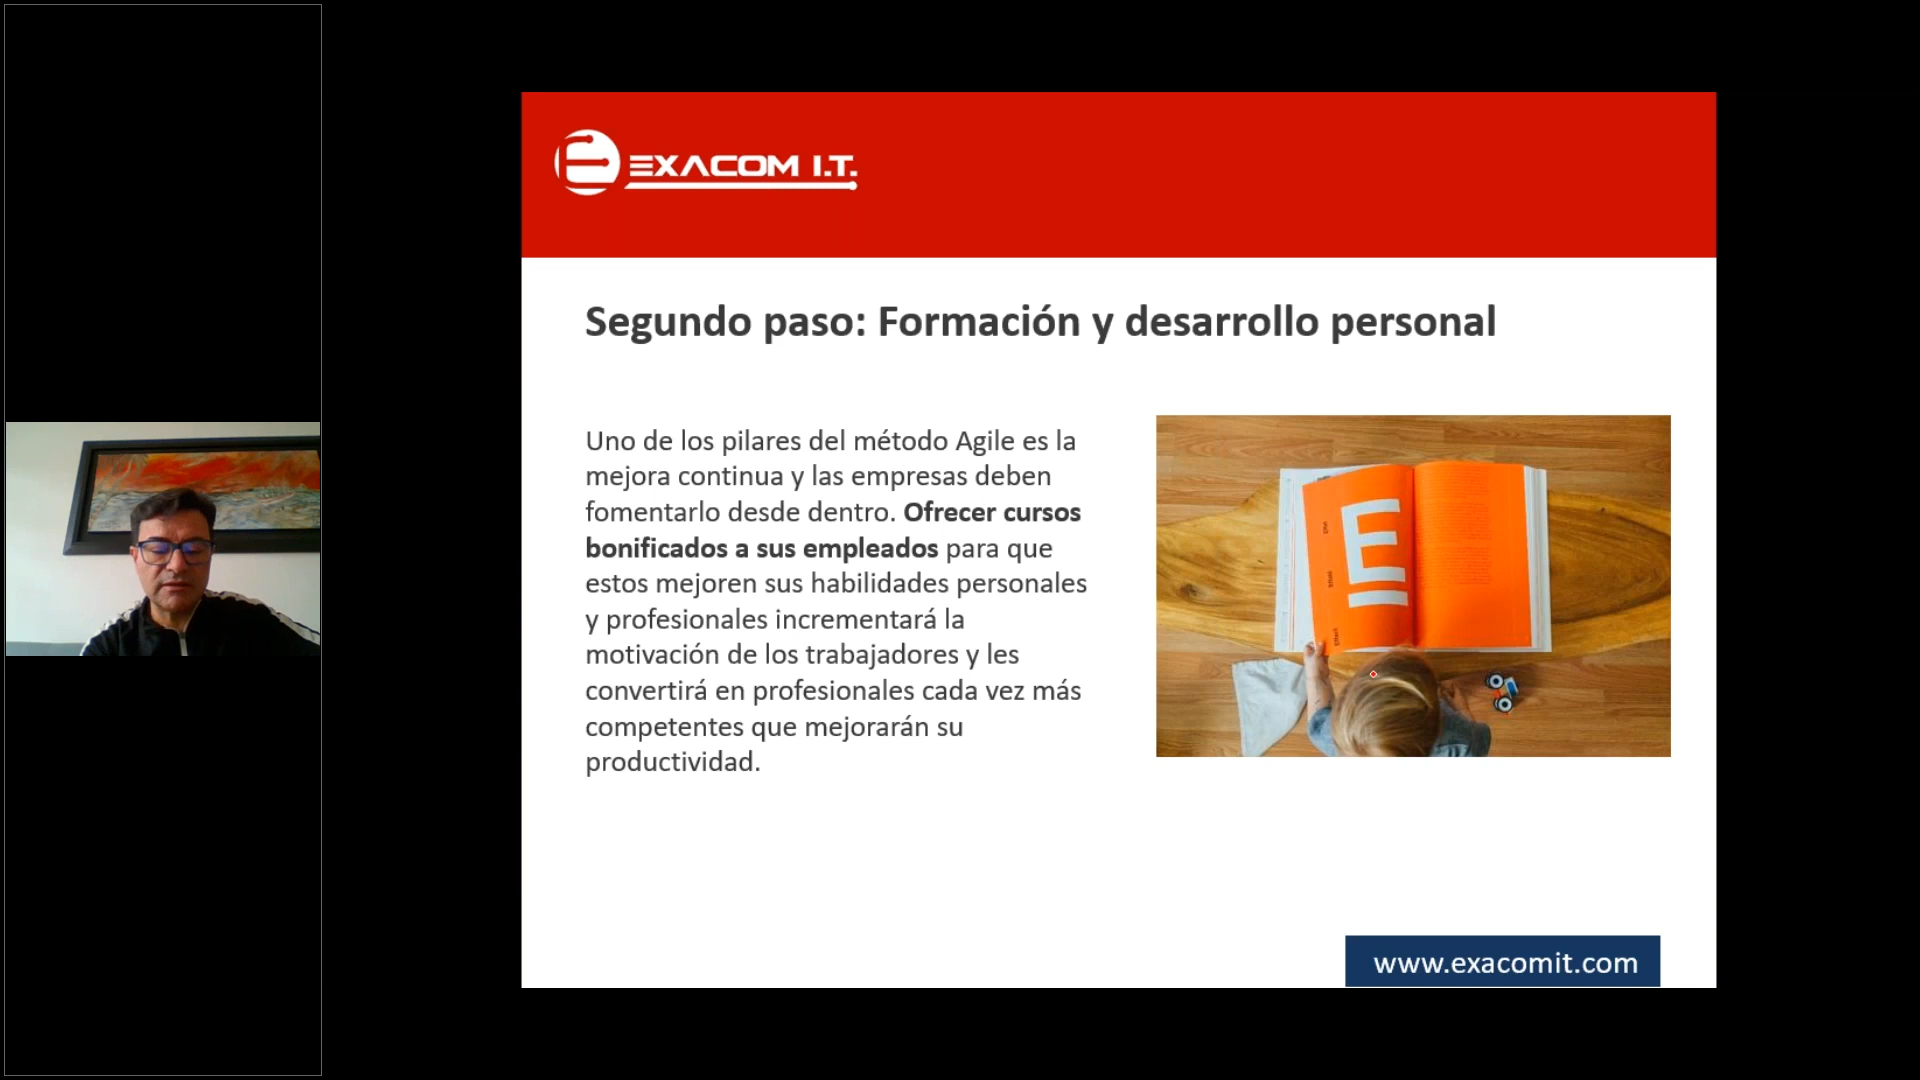 EXACOM I.T.
Segundo paso: Formación y desarrollo personal
Uno de los pilares del método Agile es la
mejora continua y las empresas deben
fomentarlo desde dentro. Ofrecer cursos
bonificados a sus empleados para que
estos mejoren sus habilidades personales
y profesionales incrementará la
motivación de los trabajadores y les
convertirá en profesionales cada vez más
competentes que mejorarán su
productividad.
E
www.exacomit.com